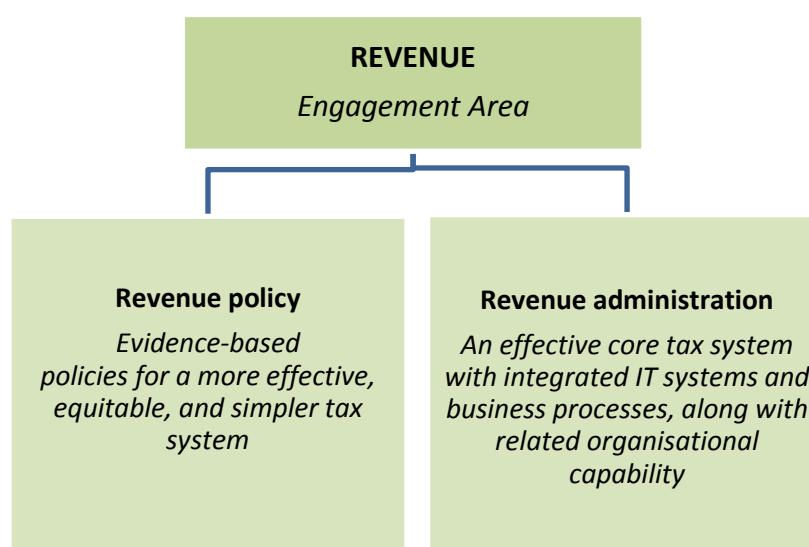 REVENUE
Engagement Area
Revenue policy
Evidence-based
policies for a more effective,
equitable, and simpler tax
system
Revenue administration
An effective core tax system
with integrated IT systems and
business processes, along with
related organisational
capability